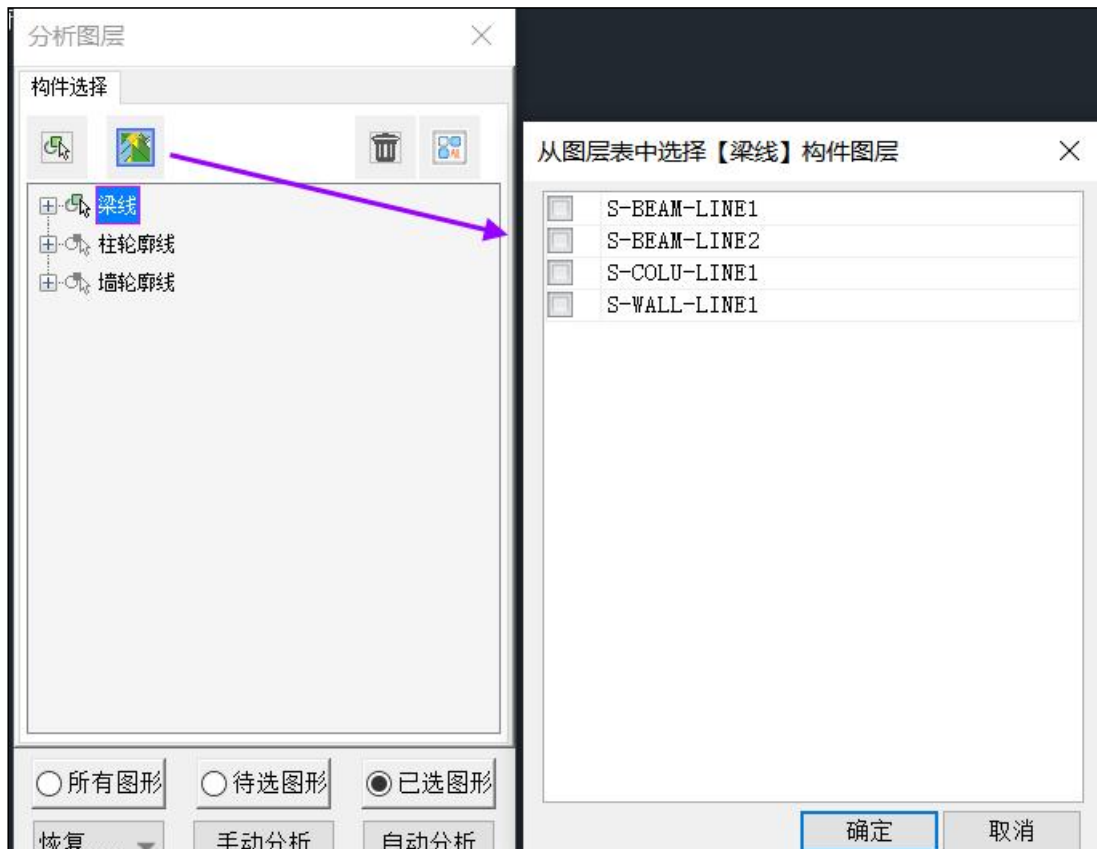 分析图层
构件选择
梁线
柱轮廓线
墙轮廓线
所有图形 待选图形 已选图形
恢复 手动分析 自动分析
从图层表中选择【梁线】构件图层
S-BEAM-LINE1
S-BEAM-LINE2
S-COLU-LINE1
S-WALL-LINE1
确定 取消